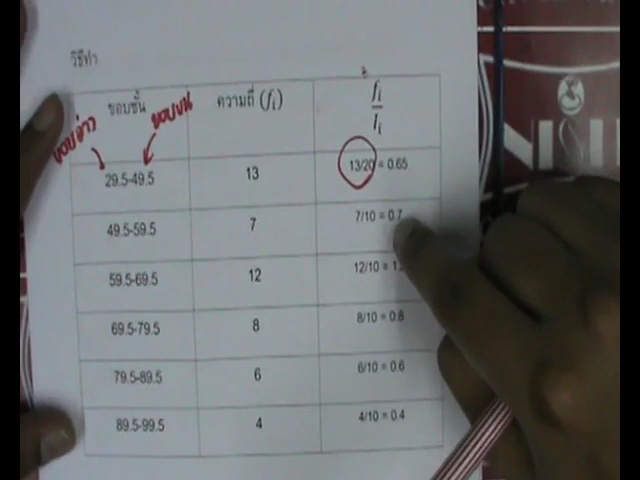 วิธีทำ
ขอบชั้น ความถี่ (fᵢ) fᵢ/Iᵢ
ขอบล่าง ขอบบน
29.5-49.5 13 13/20 = 0.65
49.5-59.5 7 7/10 = 0.7
59.5-69.5 12 12/10 = 1.
69.5-79.5 8 8/10 = 0.8
79.5-89.5 6 6/10 = 0.6
89.5-99.5 4 4/10 = 0.4